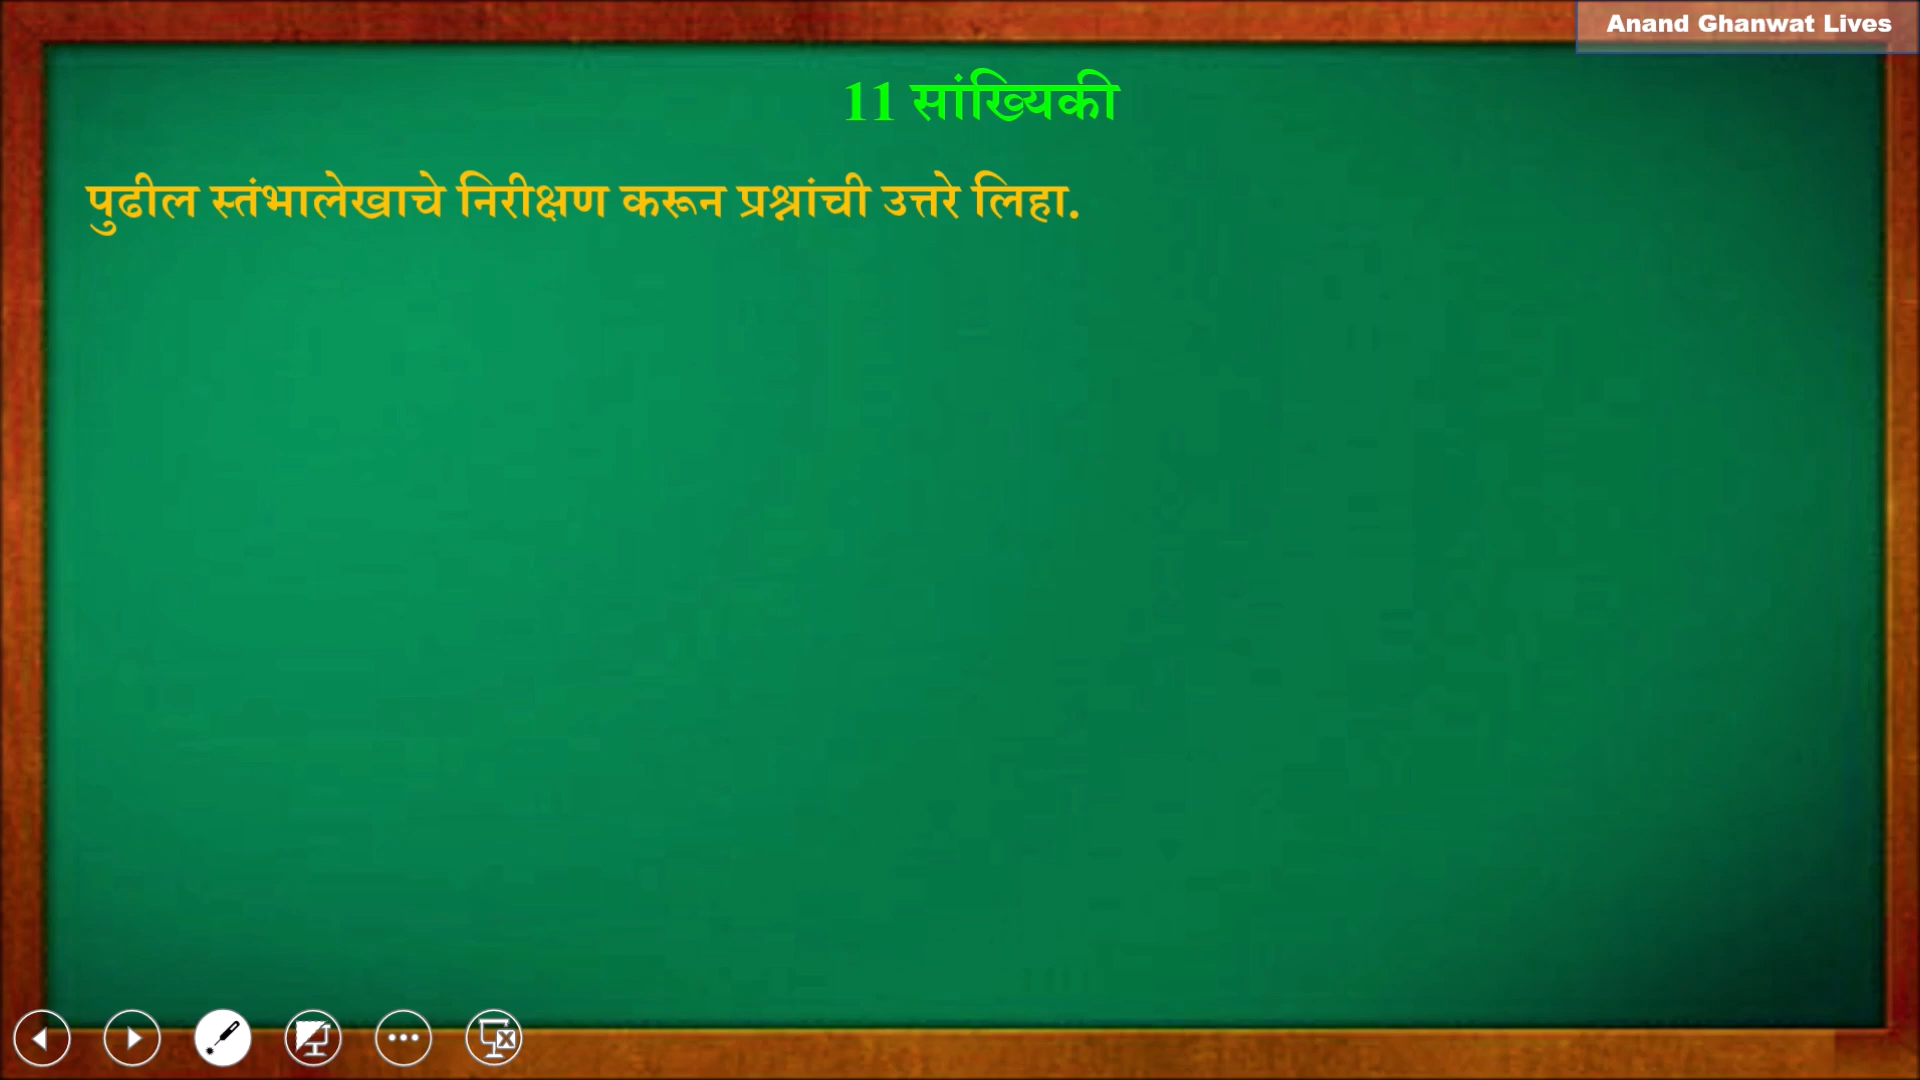 Anand Ghanwat Lives
11 सांख्यिकी
पुढील स्तंभालेखाचे निरीक्षण करून प्रश्नांची उत्तरे लिहा.